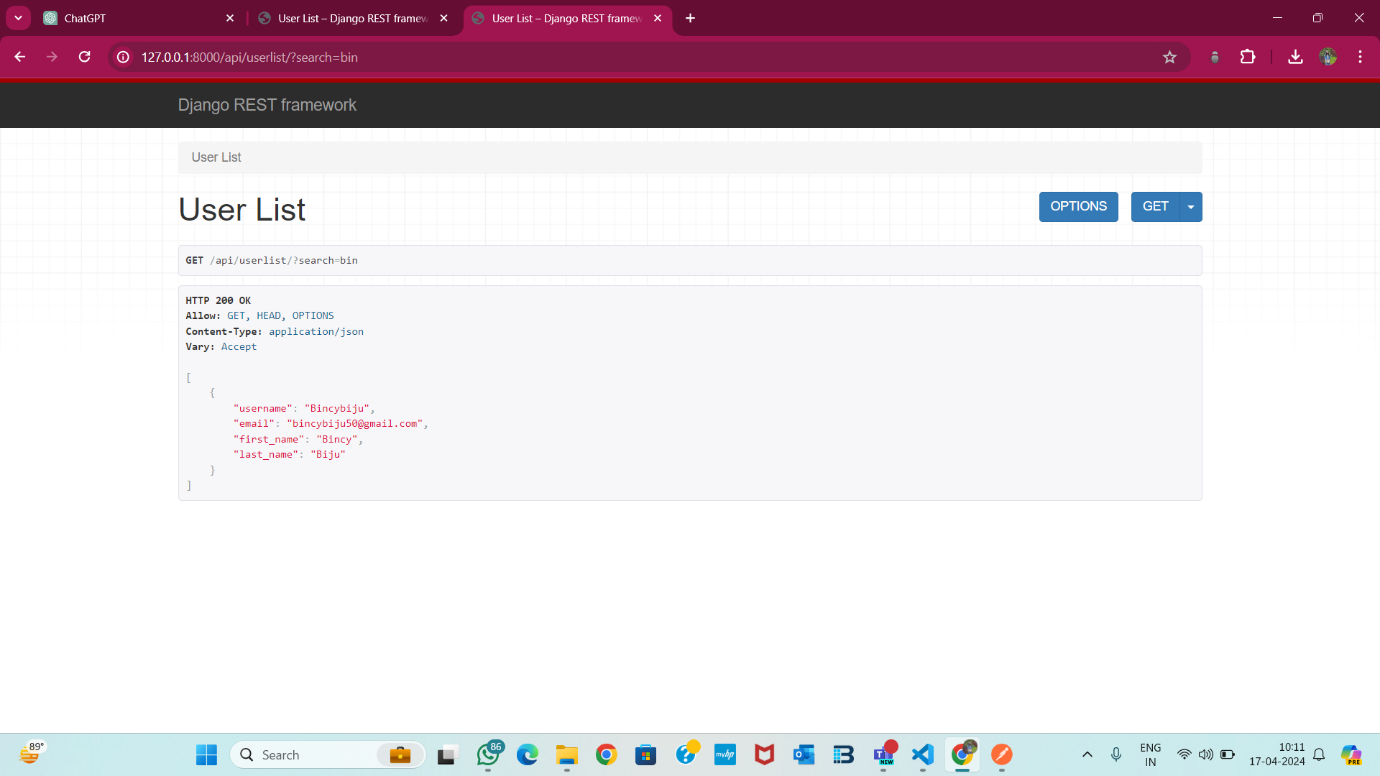 ChatGPT
User List – Django REST framew
User List – Django REST framew
127.0.0.1:8000/api/userlist/?search=bin
Django REST framework
User List
User List
OPTIONS
GET
GET /api/userlist/?search=bin
HTTP 200 OK
Allow: GET, HEAD, OPTIONS
Content-Type: application/json
Vary: Accept
[
{
"username": "Bincybiju",
"email": "bincybiju50@gmail.com",
"first_name": "Bincy",
"last_name": "Biju"
}
]
89°
Search
86
myhp
NEW
ENG
IN
10:11
17-04-2024
PRE